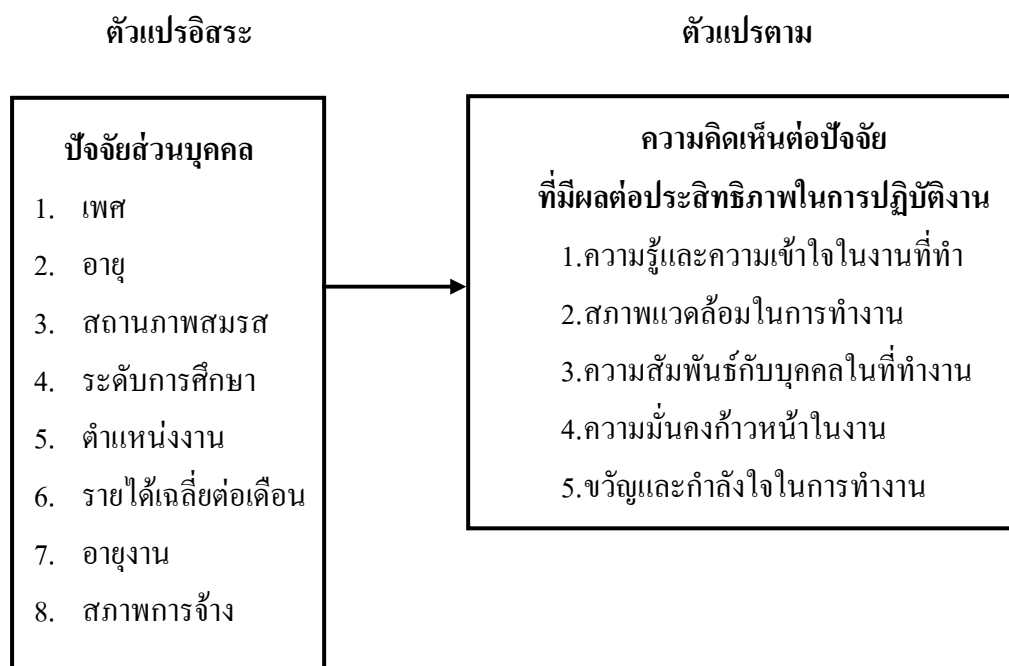 ตัวแปรอิสระ
ตัวแปรตาม
ปัจจัยส่วนบุคคล
1. เพศ
2. อายุ
3. สถานภาพสมรส
4. ระดับการศึกษา
5. ตำแหน่งงาน
6. รายได้เฉลี่ยต่อเดือน
7. อายุงาน
8. สภาพการจ้าง
ความคิดเห็นต่อปัจจัย
ที่มีผลต่อประสิทธิภาพในการปฏิบัติงาน
1.ความรู้และความเข้าใจในงานที่ทำ
2.สภาพแวดล้อมในการทำงาน
3.ความสัมพันธ์กับบุคคลในที่ทำงาน
4.ความมั่นคงก้าวหน้าในงาน
5.ขวัญและกำลังใจในการทำงาน